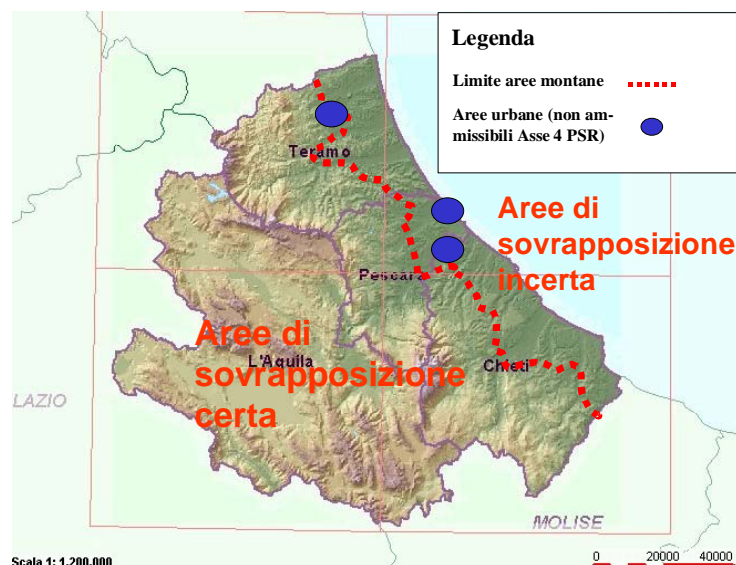 Legenda
Limite aree montane
Aree urbane (non am-
missibili Asse 4 PSR)
Teramo
Aree di
sovrapposizione
incerta
Pescara
Aree di
sovrapposizione
certa
L'Aquila
Chieti
LAZIO
MOLISE
Scala 1: 1.200.000
0 20000 40000